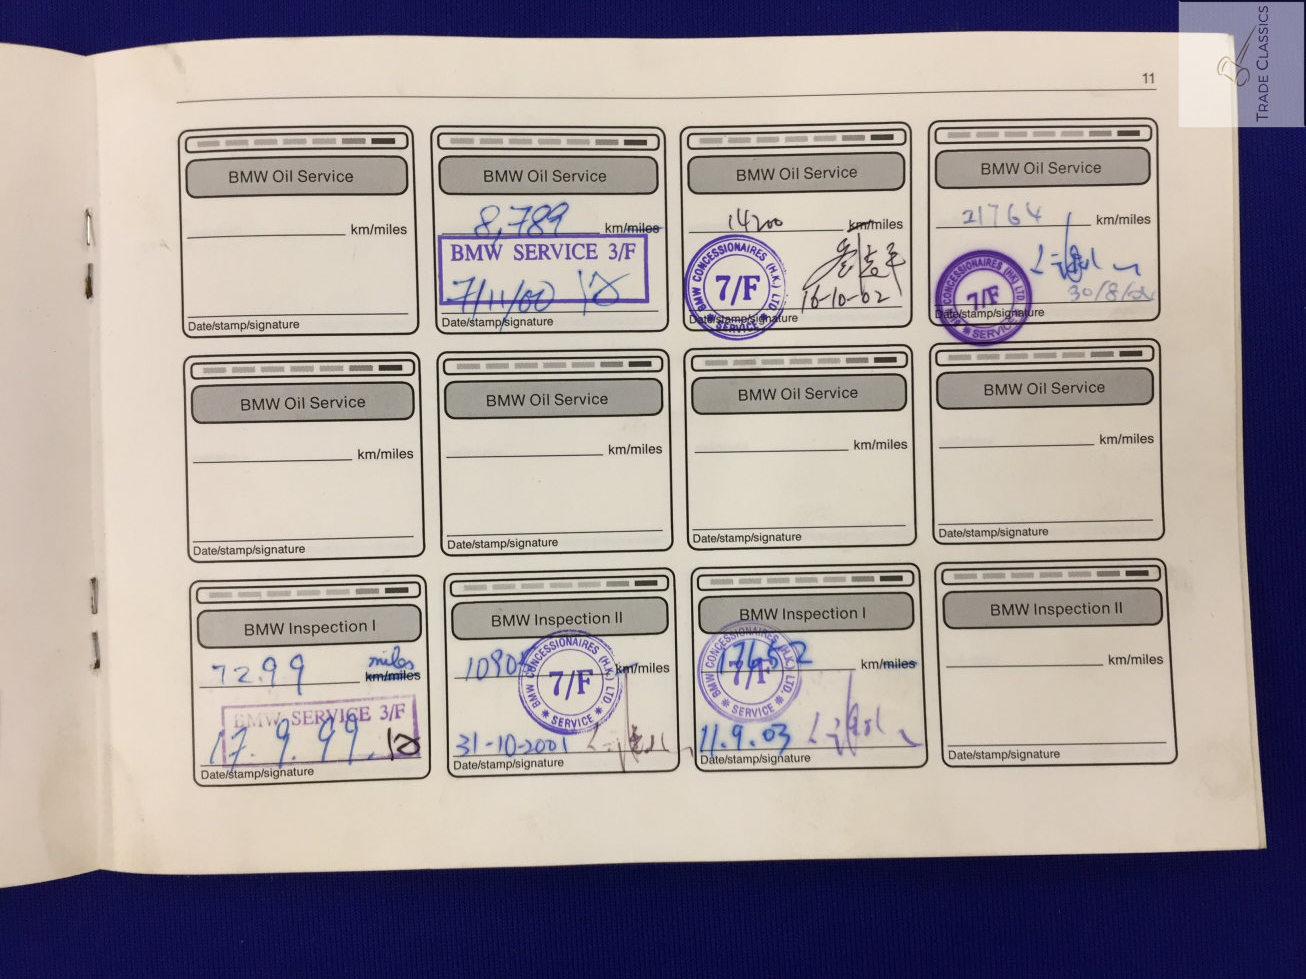 TRADE CLASSICS
11
BMW Oil Service
km/miles
Date/stamp/signature
BMW Oil Service
8,789 km/miles
BMW SERVICE 3/F
7/11/00
Date/stamp/signature
BMW Oil Service
14200 km/miles
BMW CONCESSIONAIRES (H.K.) LTD.
7/F
SERVICE
16-10-02
Date/stamp/signature
BMW Oil Service
21764 km/miles
CONCESSIONAIRES (H.K.) LTD
7/F
SERVICE
30/8/
Date/stamp/signature
BMW Oil Service
km/miles
Date/stamp/signature
BMW Oil Service
km/miles
Date/stamp/signature
BMW Oil Service
km/miles
Date/stamp/signature
BMW Oil Service
km/miles
Date/stamp/signature
BMW Inspection I
7299 miles
km/miles
BMW SERVICE 3/F
17.9.99
Date/stamp/signature
BMW Inspection II
km/miles
BMW CONCESSIONAIRES (H.K.) LTD.
7/F
SERVICE
31-10-2001
Date/stamp/signature
BMW Inspection I
17652 km/miles
BMW CONCESSIONAIRES (H.K.) LTD.
7/F
SERVICE
11.9.03
Date/stamp/signature
BMW Inspection II
km/miles
Date/stamp/signature